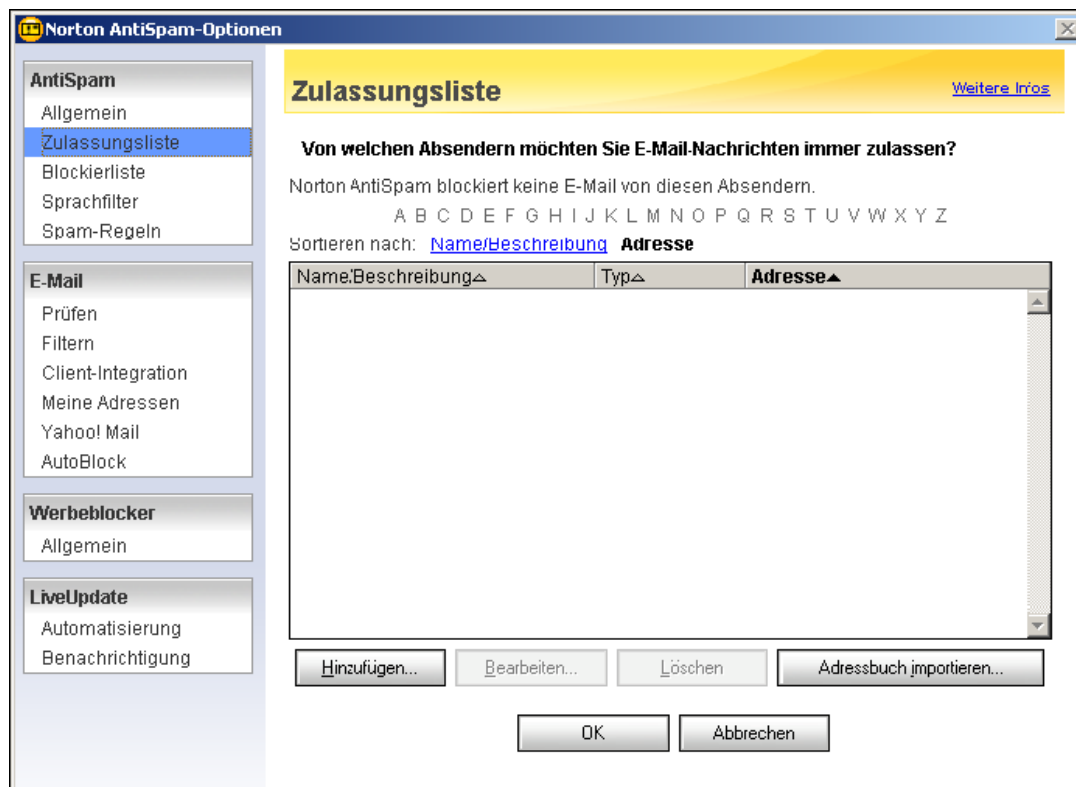 Norton AntiSpam-Optionen
AntiSpam
Allgemein
Zulassungsliste
Blockierliste
Sprachfilter
Spam-Regeln
E-Mail
Prüfen
Filtern
Client-Integration
Meine Adressen
Yahoo! Mail
AutoBlock
Werbeblocker
Allgemein
LiveUpdate
Automatisierung
Benachrichtigung
Zulassungsliste
Weitere Infos
Von welchen Absendern möchten Sie E-Mail-Nachrichten immer zulassen?
Norton AntiSpam blockiert keine E-Mail von diesen Absendern.
A B C D E F G H I J K L M N O P Q R S T U V W X Y Z
Sortieren nach: Name/Beschreibung Adresse
Name/Beschreibung Typ Adresse
Hinzufügen... Bearbeiten... Löschen Adressbuch importieren...
OK Abbrechen